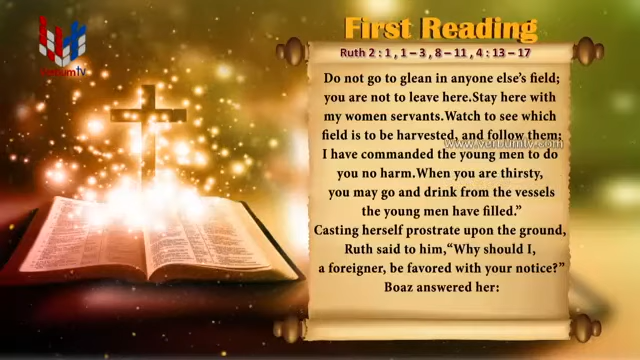 verbumtv
First Reading
Ruth 2 : 1 , 1 – 3 , 8 – 11 , 4 : 13 – 17
Do not go to glean in anyone else’s field;
you are not to leave here.Stay here with
my women servants.Watch to see which
field is to be harvested, and follow them;
www.verbumtv.com
I have commanded the young men to do
you no harm.When you are thirsty,
you may go and drink from the vessels
the young men have filled.”
Casting herself prostrate upon the ground,
Ruth said to him,“Why should I,
a foreigner, be favored with your notice?”
Boaz answered her: